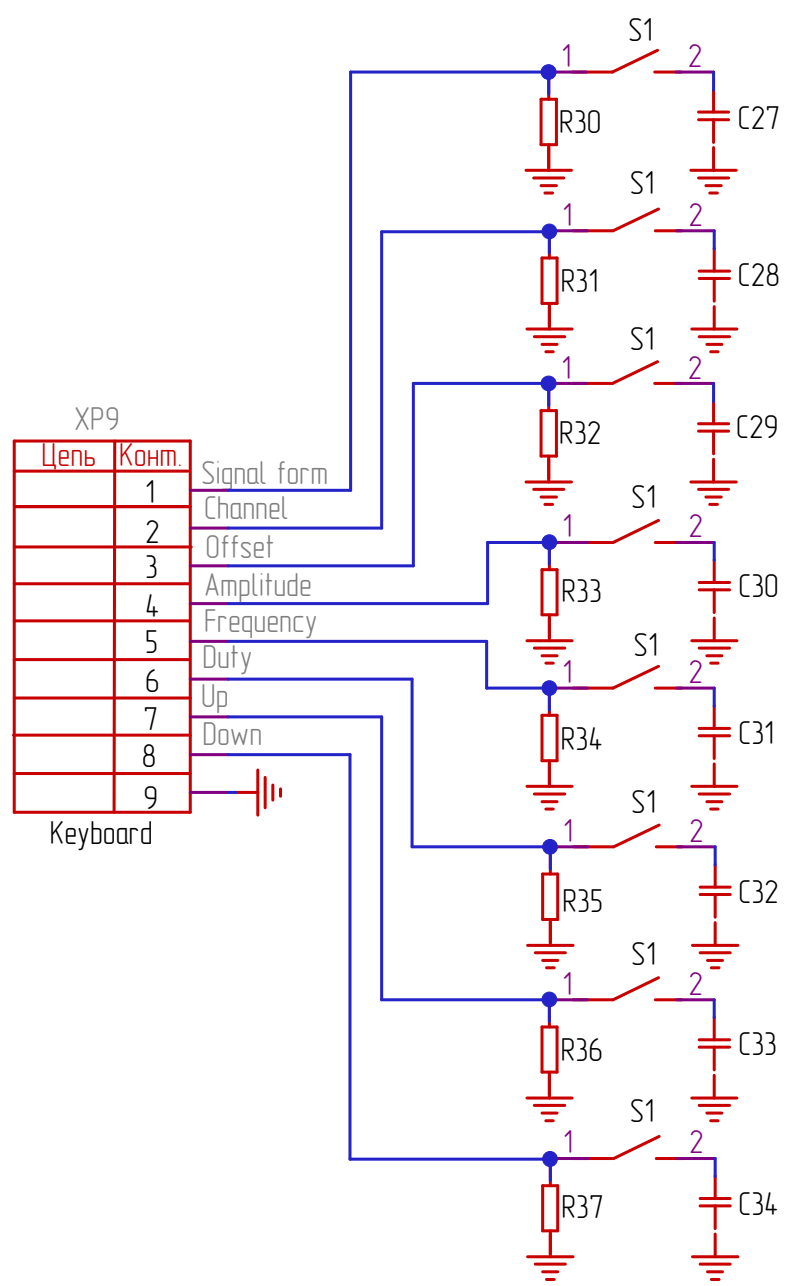 S1
1 2
R30 C27
S1
1 2
R31 C28
S1
1 2
R32 C29
XP9
Цепь Конт.
1 Signal form
2 Channel
3 Offset
4 Amplitude
5 Frequency
6 Duty
7 Up
8 Down
9
Keyboard
S1
1 2
R33 C30
S1
1 2
R34 C31
S1
1 2
R35 C32
S1
1 2
R36 C33
S1
1 2
R37 C34